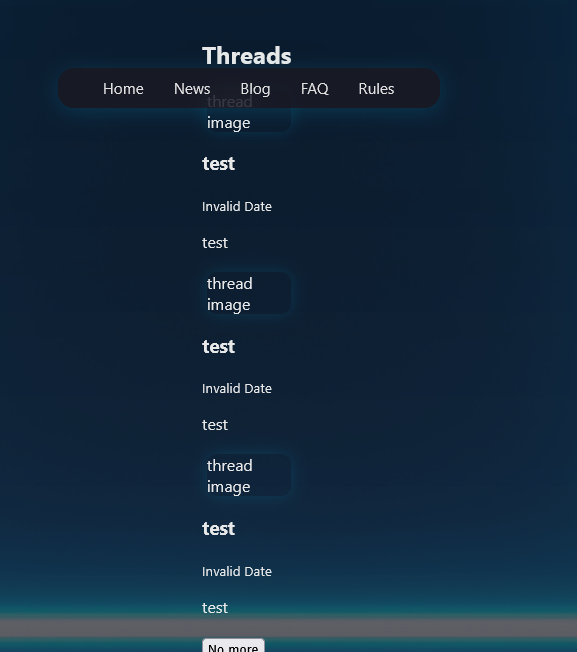 Threads
Home News Blog FAQ Rules
thread
image
test
Invalid Date
test
thread
image
test
Invalid Date
test
thread
image
test
Invalid Date
test
No more